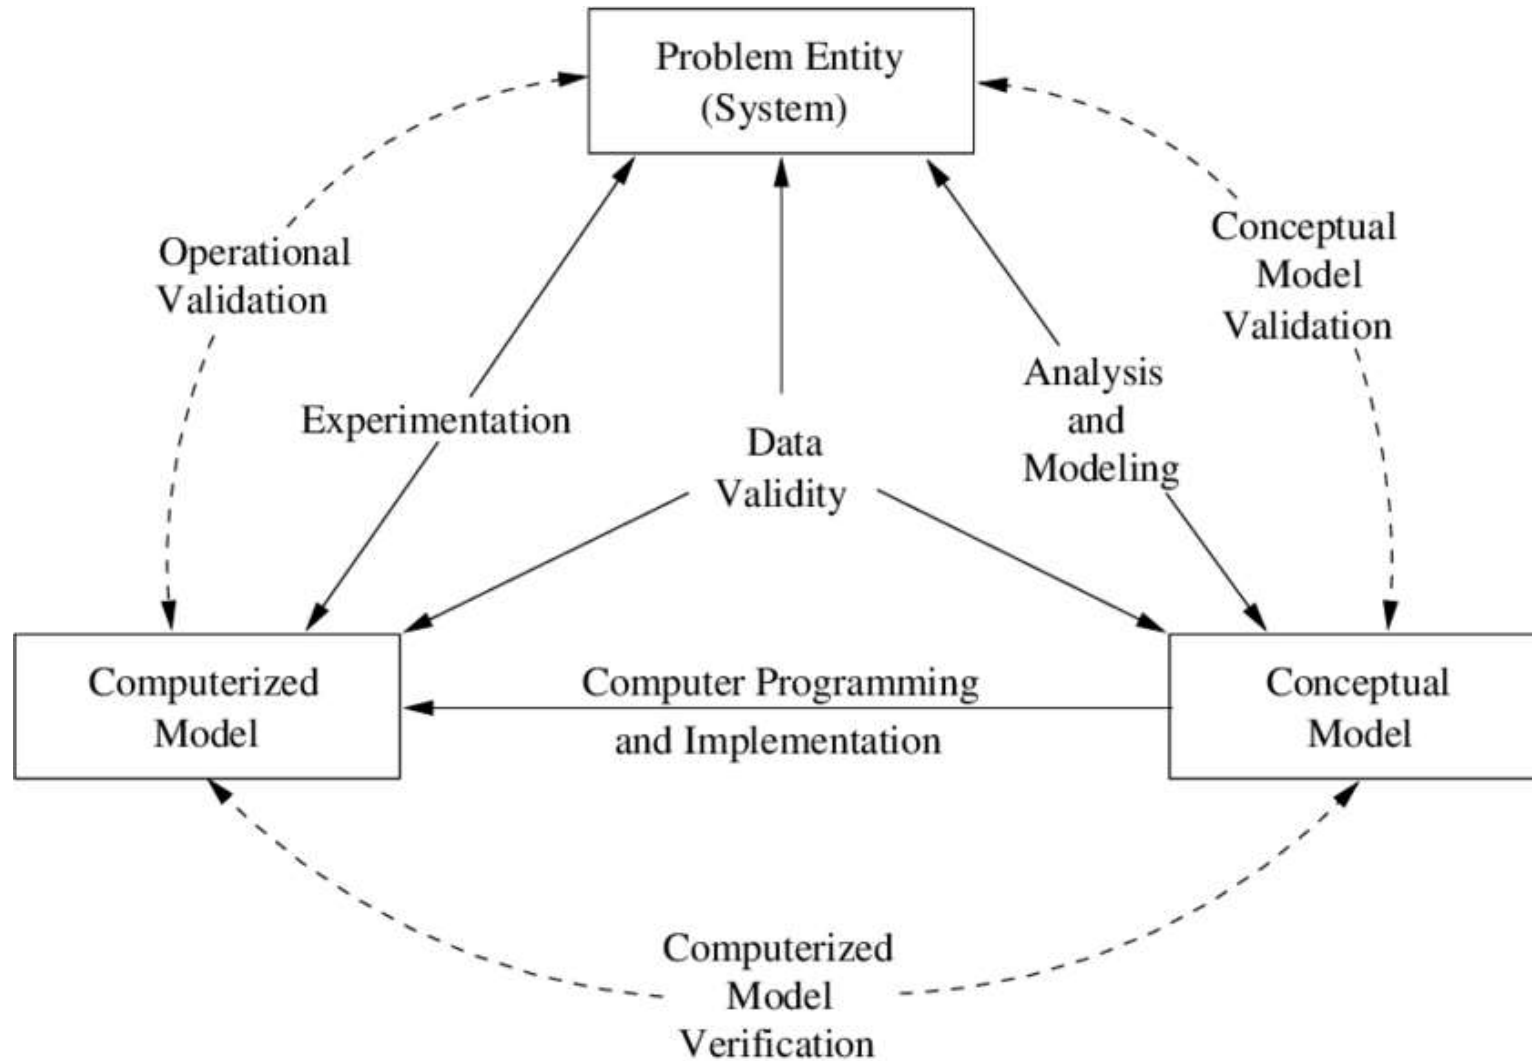 Problem Entity
(System)
Operational
Validation
Conceptual
Model
Validation
Experimentation
Data
Validity
Analysis
and
Modeling
Computerized
Model
Computer Programming
and Implementation
Conceptual
Model
Computerized
Model
Verification